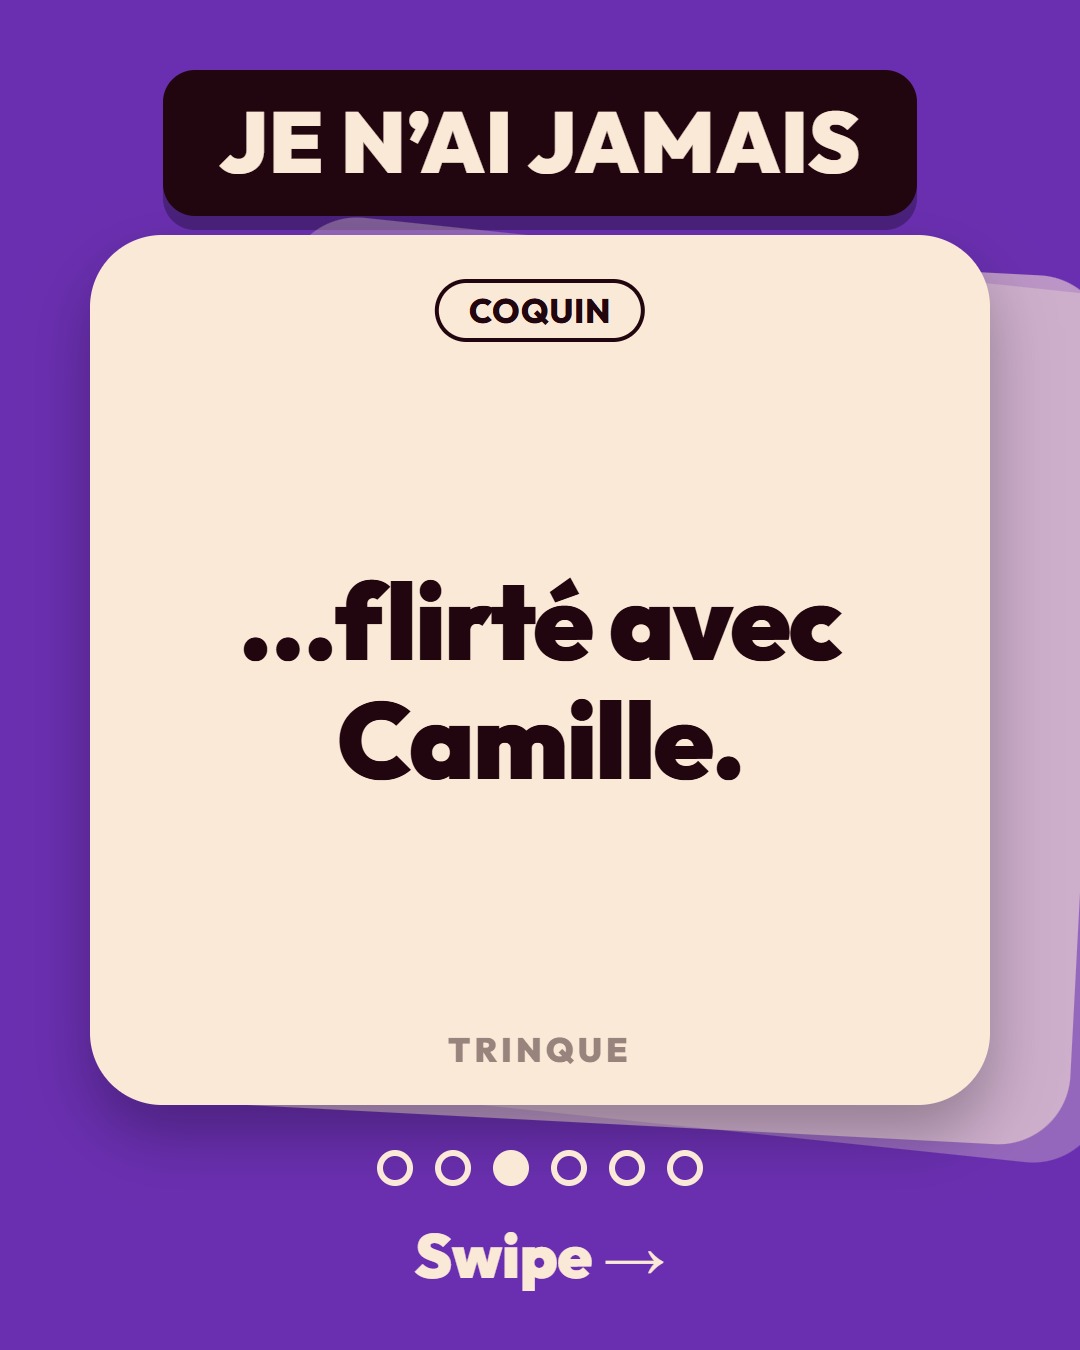 JE N’AI JAMAIS
COQUIN
...flirté avec
Camille.
TRINQUE
Swipe →